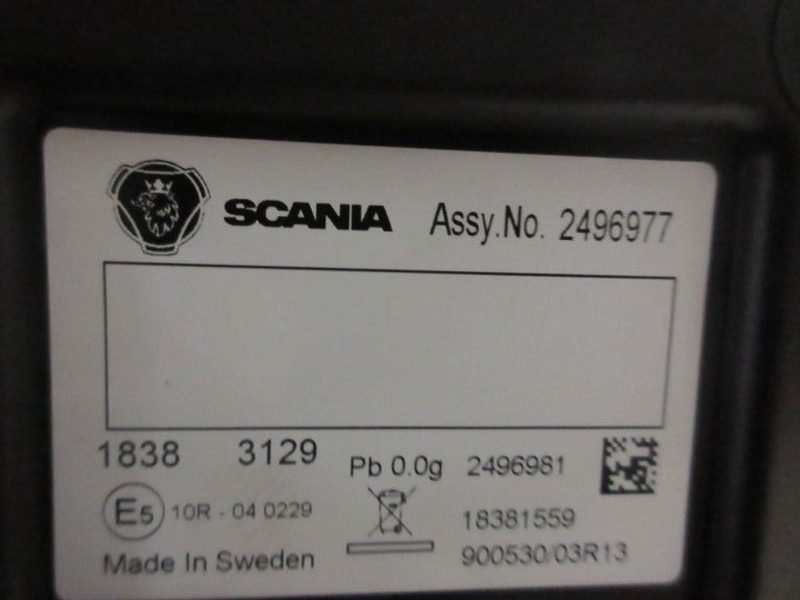 SCANIA Assy.No. 2496977
1838 3129 Pb 0.0g 2496981
E5 10R - 04 0229 18381559
Made In Sweden 900530/03R13